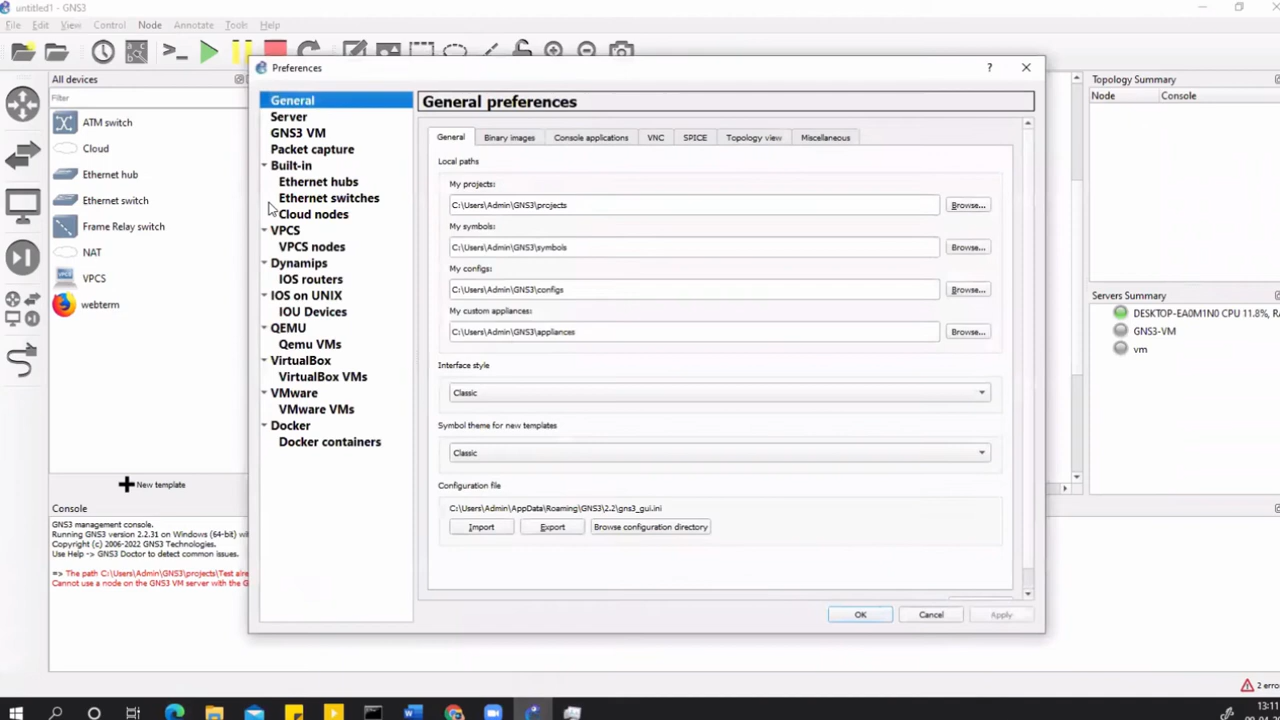 untitled1 - GNS3
File Edit View Control Node Annotate Tools Help
All devices
Filter
ATM switch
Cloud
Ethernet hub
Ethernet switch
Frame Relay switch
NAT
VPCS
webterm
New template
Console
GNS3 management console.
Running GNS3 version 2.2.31 on Windows (64-bit)
Copyright (c) 2006-2022 GNS3 Technologies.
Use Help -> GNS3 Doctor to detect common issues.
=> The path C:\Users\Admin\GNS3\projects\Test
Cannot use a node on the GNS3 VM server with the
Preferences
?
General
Server
GNS3 VM
Packet capture
Built-in
Ethernet hubs
Ethernet switches
Cloud nodes
VPCS
VPCS nodes
Dynamips
IOS routers
IOS on UNIX
IOU Devices
QEMU
Qemu VMs
VirtualBox
VirtualBox VMs
VMware
VMware VMs
Docker
Docker containers
General preferences
General Binary images Console applications VNC SPICE Topology view Miscellaneous
Local paths
My projects:
C:\Users\Admin\GNS3\projects Browse...
My symbols:
C:\Users\Admin\GNS3\symbols Browse...
My configs:
C:\Users\Admin\GNS3\configs Browse...
My custom appliances:
C:\Users\Admin\GNS3\appliances Browse...
Interface style
Classic
Symbol theme for new templates
Classic
Configuration file
C:\Users\Admin\AppData\Roaming\GNS3\2.2\gns3_gui.ini
Import Export Browse configuration directory
OK Cancel Apply
Topology Summary
Node Console
Servers Summary
DESKTOP-EA0M1N0 CPU 11.8%,
GNS3-VM
vm
2
13:11